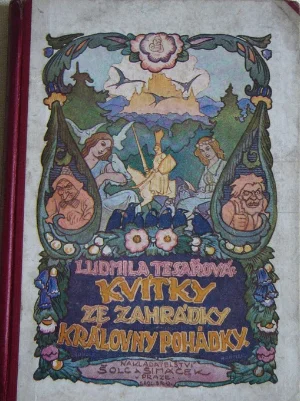 LUDMILA TESAŘOVÁ
KVÍTKY
ZE ZAHRÁDKY
KRÁLOVNY POHÁDKY
NAKLADATELSTVÍ
ŠOLC A ŠIMÁČEK